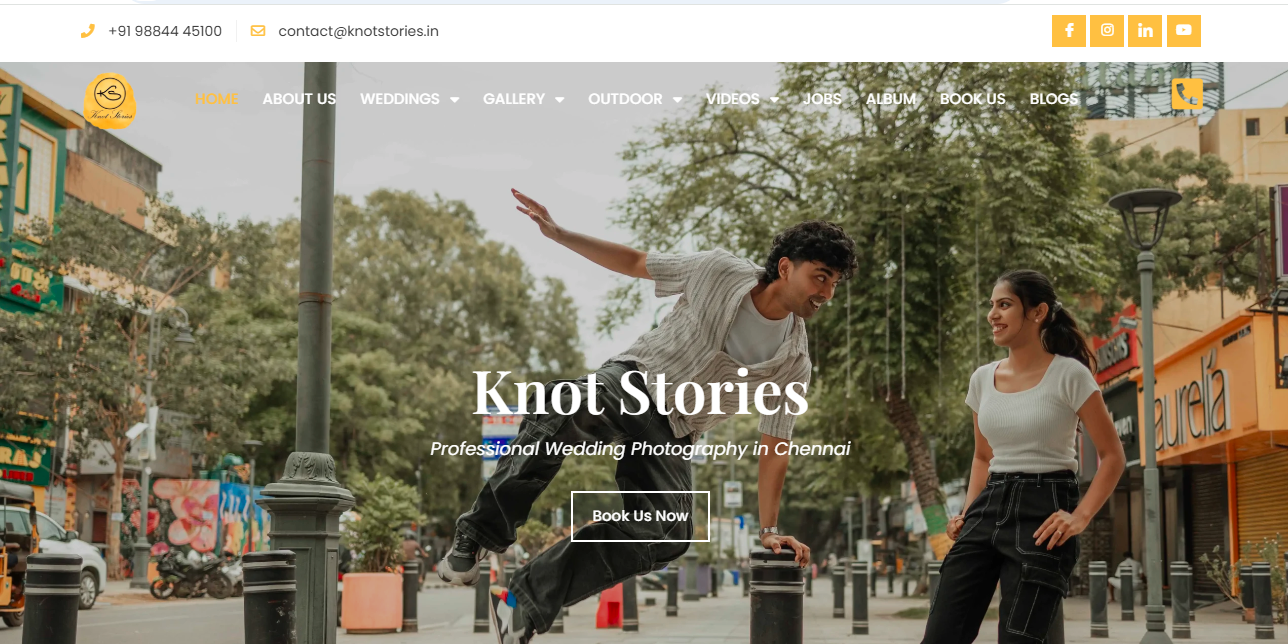 +91 98844 45100
contact@knotstories.in
Knot Stories
HOME ABOUT US WEDDINGS GALLERY OUTDOOR VIDEOS JOBS ALBUM BOOK US BLOGS
Knot Stories
Professional Wedding Photography in Chennai
Book Us Now
aurelia